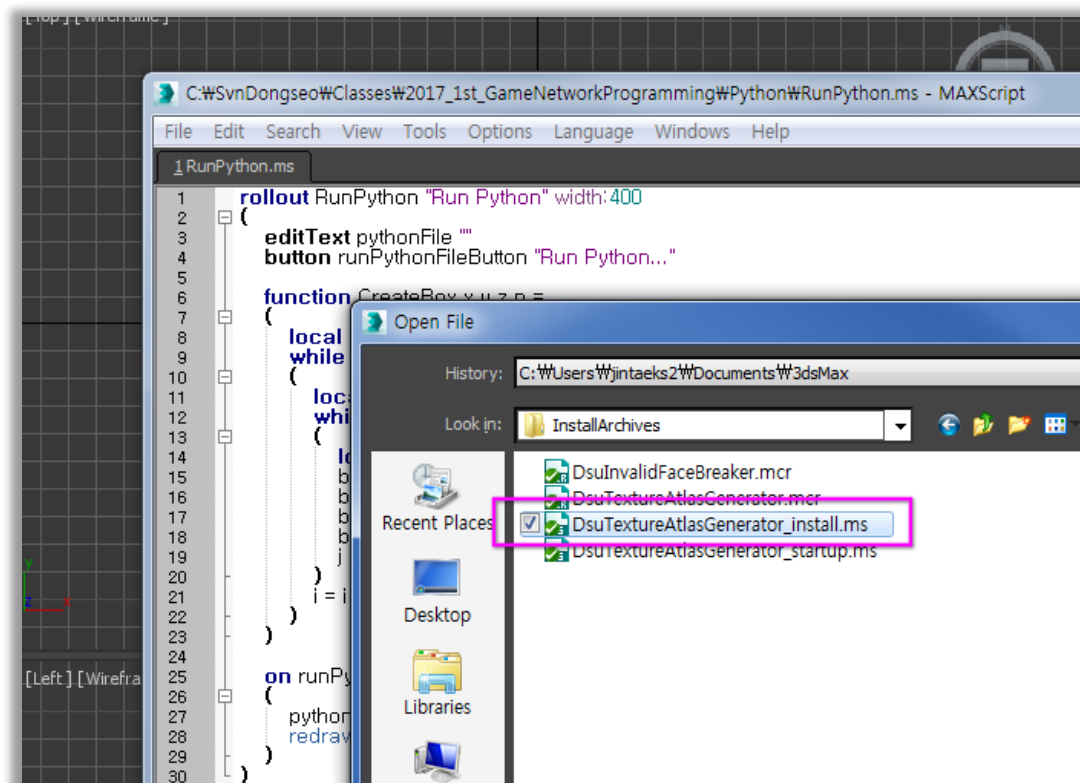 [Top ] [Wireframe ]
C:₩SvnDongseo₩Classes₩2017_1st_GameNetworkProgramming₩Python₩RunPython.ms - MAXScript
File Edit Search View Tools Options Language Windows Help
1 RunPython.ms
1 rollout RunPython "Run Python" width:400
2 (
3 editText pythonFile ""
4 button runPythonFileButton "Run Python..."
5
6 function CreateBox x y z n =
7 (
8 local
9 while
10 (
11 loc
12 whi
13 (
14 lo
15 b
16 b
17 b
18 b
19 j
20 )
21 i = i
22 )
23 )
24
25 on runPy
26 (
27 python
28 redraw
29 )
30 )
Open File
History: C:₩Users₩jintaeks2₩Documents₩3dsMax
Look in: InstallArchives
DsuInvalidFaceBreaker.mcr
DsuTextureAtlasGenerator.mcr
DsuTextureAtlasGenerator_install.ms
DsuTextureAtlasGenerator_startup.ms
Recent Places
Desktop
Libraries
y
z x
[Left ] [Wirefra